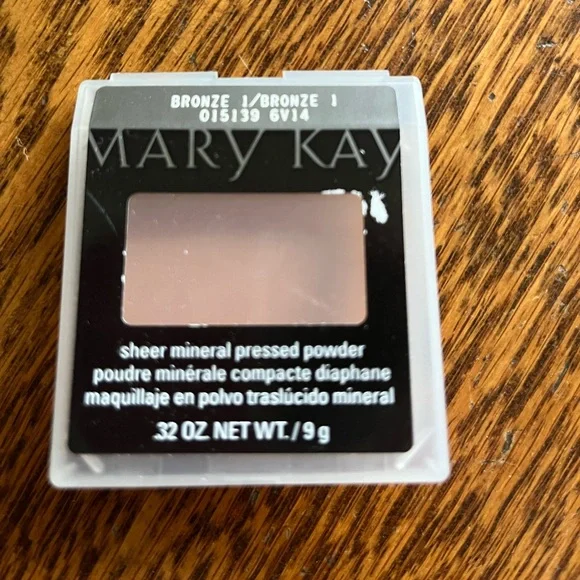 BRONZE 1/BRONZE 1
015139 6V14
MARY KAY
sheer mineral pressed powder
poudre minérale compacte diaphane
maquillaje en polvo traslúcido mineral
.32 OZ. NET WT./9 g